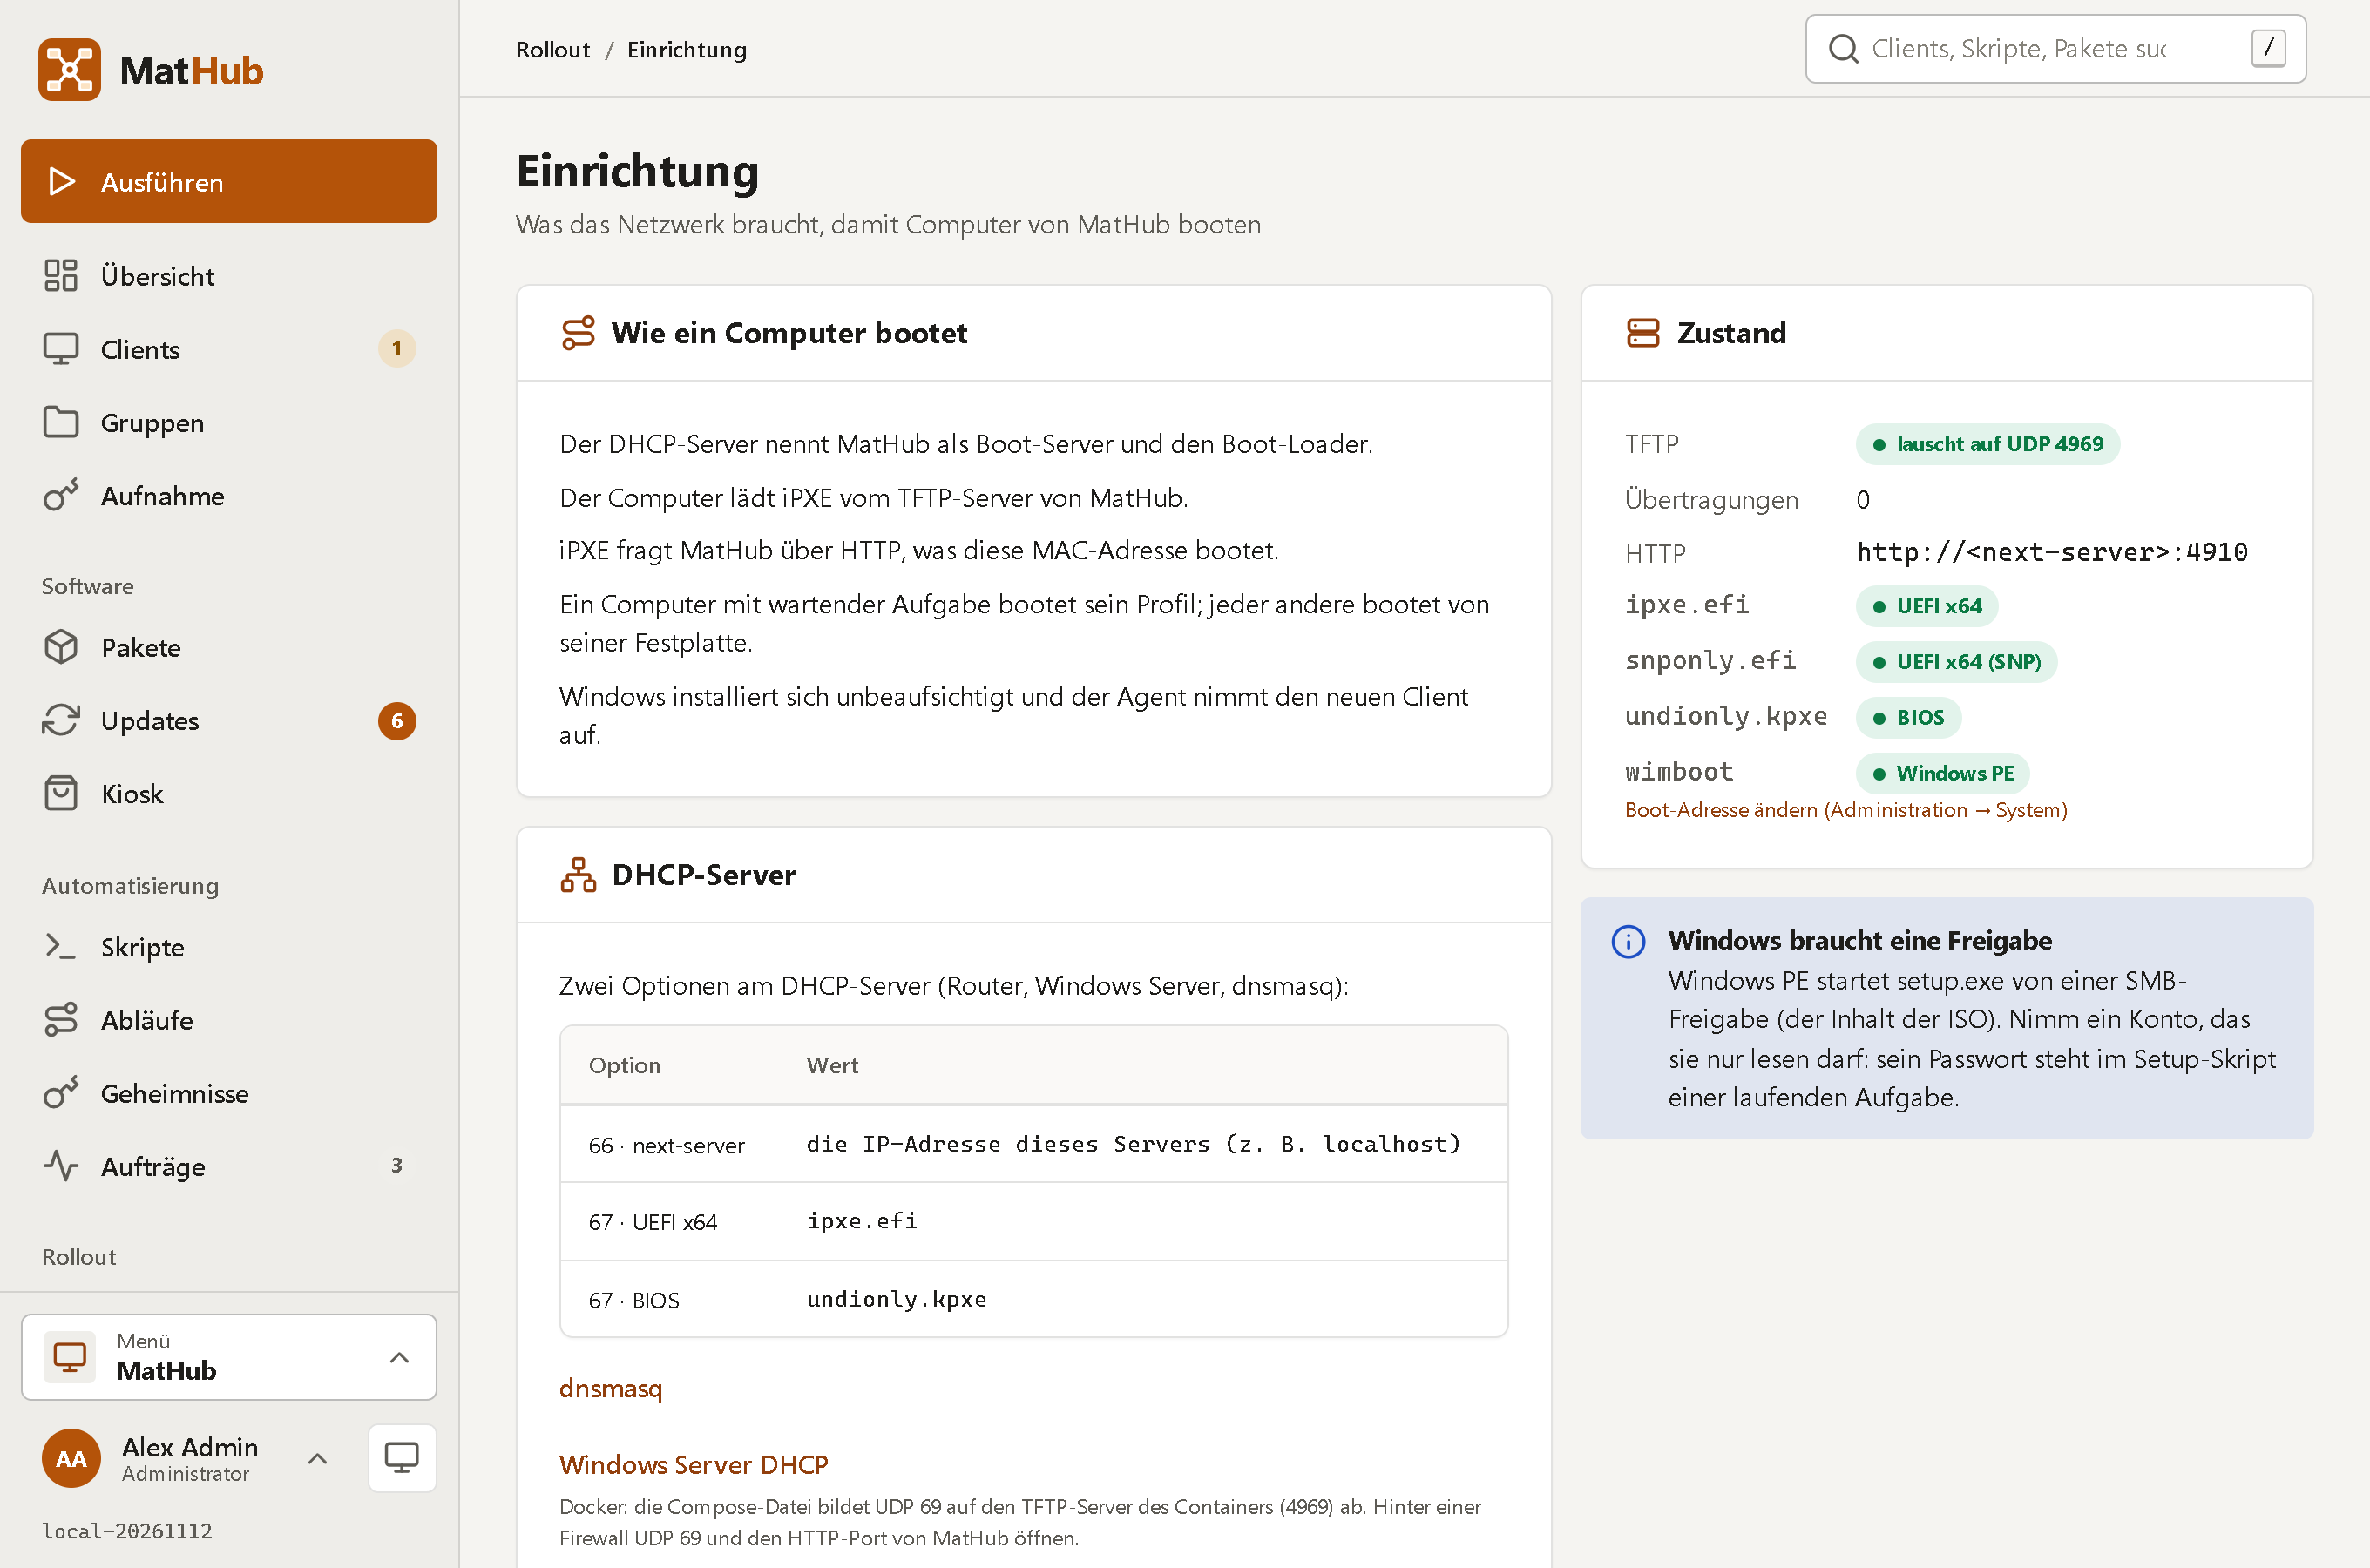 MatHub
Ausführen
Übersicht
Clients 1
Gruppen
Aufnahme
Software
Pakete
Updates 6
Kiosk
Automatisierung
Skripte
Abläufe
Geheimnisse
Aufträge 3
Rollout
Menü
MatHub
AA
Alex Admin
Administrator
local-20261112
Rollout / Einrichtung
Clients, Skripte, Pakete suc /
Einrichtung
Was das Netzwerk braucht, damit Computer von MatHub booten
Wie ein Computer bootet
Der DHCP-Server nennt MatHub als Boot-Server und den Boot-Loader.
Der Computer lädt iPXE vom TFTP-Server von MatHub.
iPXE fragt MatHub über HTTP, was diese MAC-Adresse bootet.
Ein Computer mit wartender Aufgabe bootet sein Profil; jeder andere bootet von
seiner Festplatte.
Windows installiert sich unbeaufsichtigt und der Agent nimmt den neuen Client
auf.
DHCP-Server
Zwei Optionen am DHCP-Server (Router, Windows Server, dnsmasq):
Option Wert
66 · next-server die IP-Adresse dieses Servers (z. B. localhost)
67 · UEFI x64 ipxe.efi
67 · BIOS undionly.kpxe
dnsmasq
Windows Server DHCP
Docker: die Compose-Datei bildet UDP 69 auf den TFTP-Server des Containers (4969) ab. Hinter einer
Firewall UDP 69 und den HTTP-Port von MatHub öffnen.
Zustand
TFTP lauscht auf UDP 4969
Übertragungen 0
HTTP http://<next-server>:4910
ipxe.efi UEFI x64
snponly.efi UEFI x64 (SNP)
undionly.kpxe BIOS
wimboot Windows PE
Boot-Adresse ändern (Administration → System)
Windows braucht eine Freigabe
Windows PE startet setup.exe von einer SMB-
Freigabe (der Inhalt der ISO). Nimm ein Konto, das
sie nur lesen darf: sein Passwort steht im Setup-Skript
einer laufenden Aufgabe.